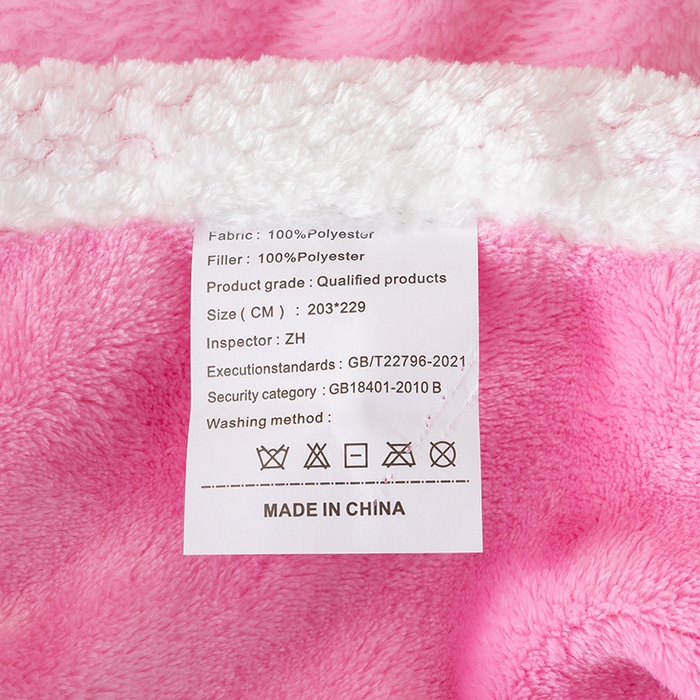 Fabric : 100%Polyester
Filler : 100%Polyester
Product grade : Qualified products
Size ( CM ) : 203*229
Inspector : ZH
Executionstandards : GB/T22796-2021
Security category : GB18401-2010 B
Washing method :
MADE IN CHINA